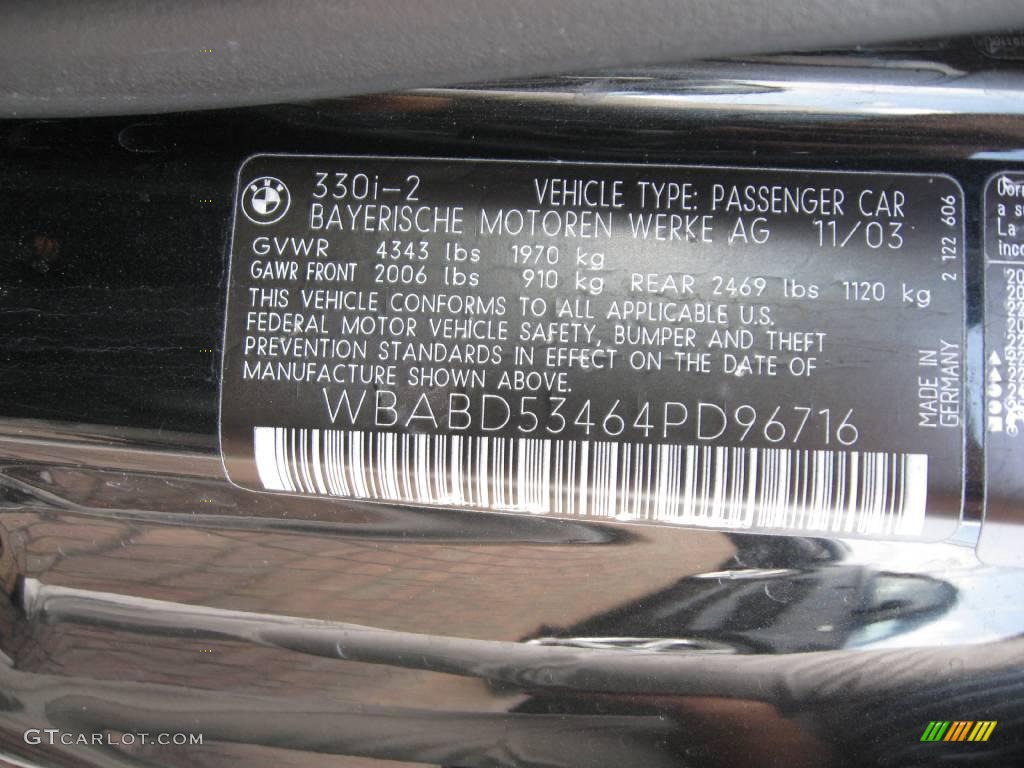 330i-2 VEHICLE TYPE: PASSENGER CAR
BAYERISCHE MOTOREN WERKE AG 11/03
GVWR 4343 lbs 1970 kg
GAWR FRONT 2006 lbs 910 kg REAR 2469 lbs 1120 kg
THIS VEHICLE CONFORMS TO ALL APPLICABLE U.S.
FEDERAL MOTOR VEHICLE SAFETY, BUMPER AND THEFT
PREVENTION STANDARDS IN EFFECT ON THE DATE OF
MANUFACTURE SHOWN ABOVE.
WBABD53464PD96716
2 122 606
MADE IN
GERMANY
a su
La
GTCARLOT.COM